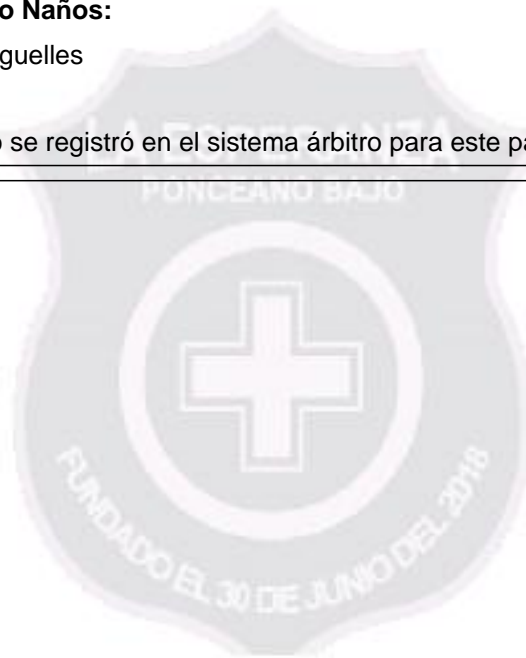 o Naños:
guelles
o se registró en el sistema árbitro para este pa
LA ESPERANZA
PONCEANO BAJO
FUNDADO EL 30 DE JUNIO DEL 2018